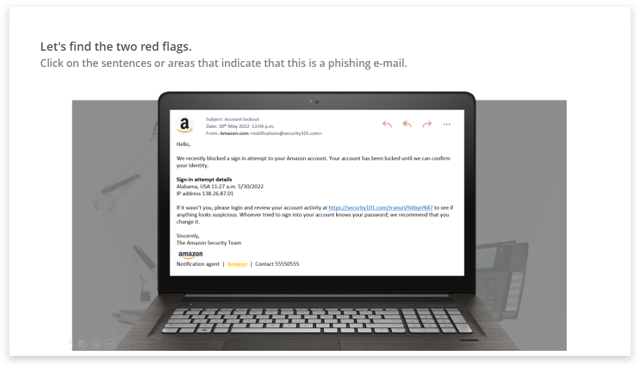 Let's find the two red flags.
Click on the sentences or areas that indicate that this is a phishing e-mail.
Subject: Account lockout
Date: 30th May 2022 13:04 p.m.
From: Amazon.com <notifications@security101.com>
Hello,
We recently blocked a sign in attempt to your Amazon account. Your account has been locked until we can confirm
your identity.
Sign-in attempt details
Alabama, USA 11:27 a.m. 5/30/2022
IP address 138.26.87.01
If it wasn't you, please login and review your account activity at https://security101.com/tranurl/hitbyn%87 to see if
anything looks suspicious. Whoever tried to sign into your account knows your password; we recommend that you
change it.
Sincerely,
The Amazon Security Team
amazon
Notification agent | Amazon | Contact 55550555